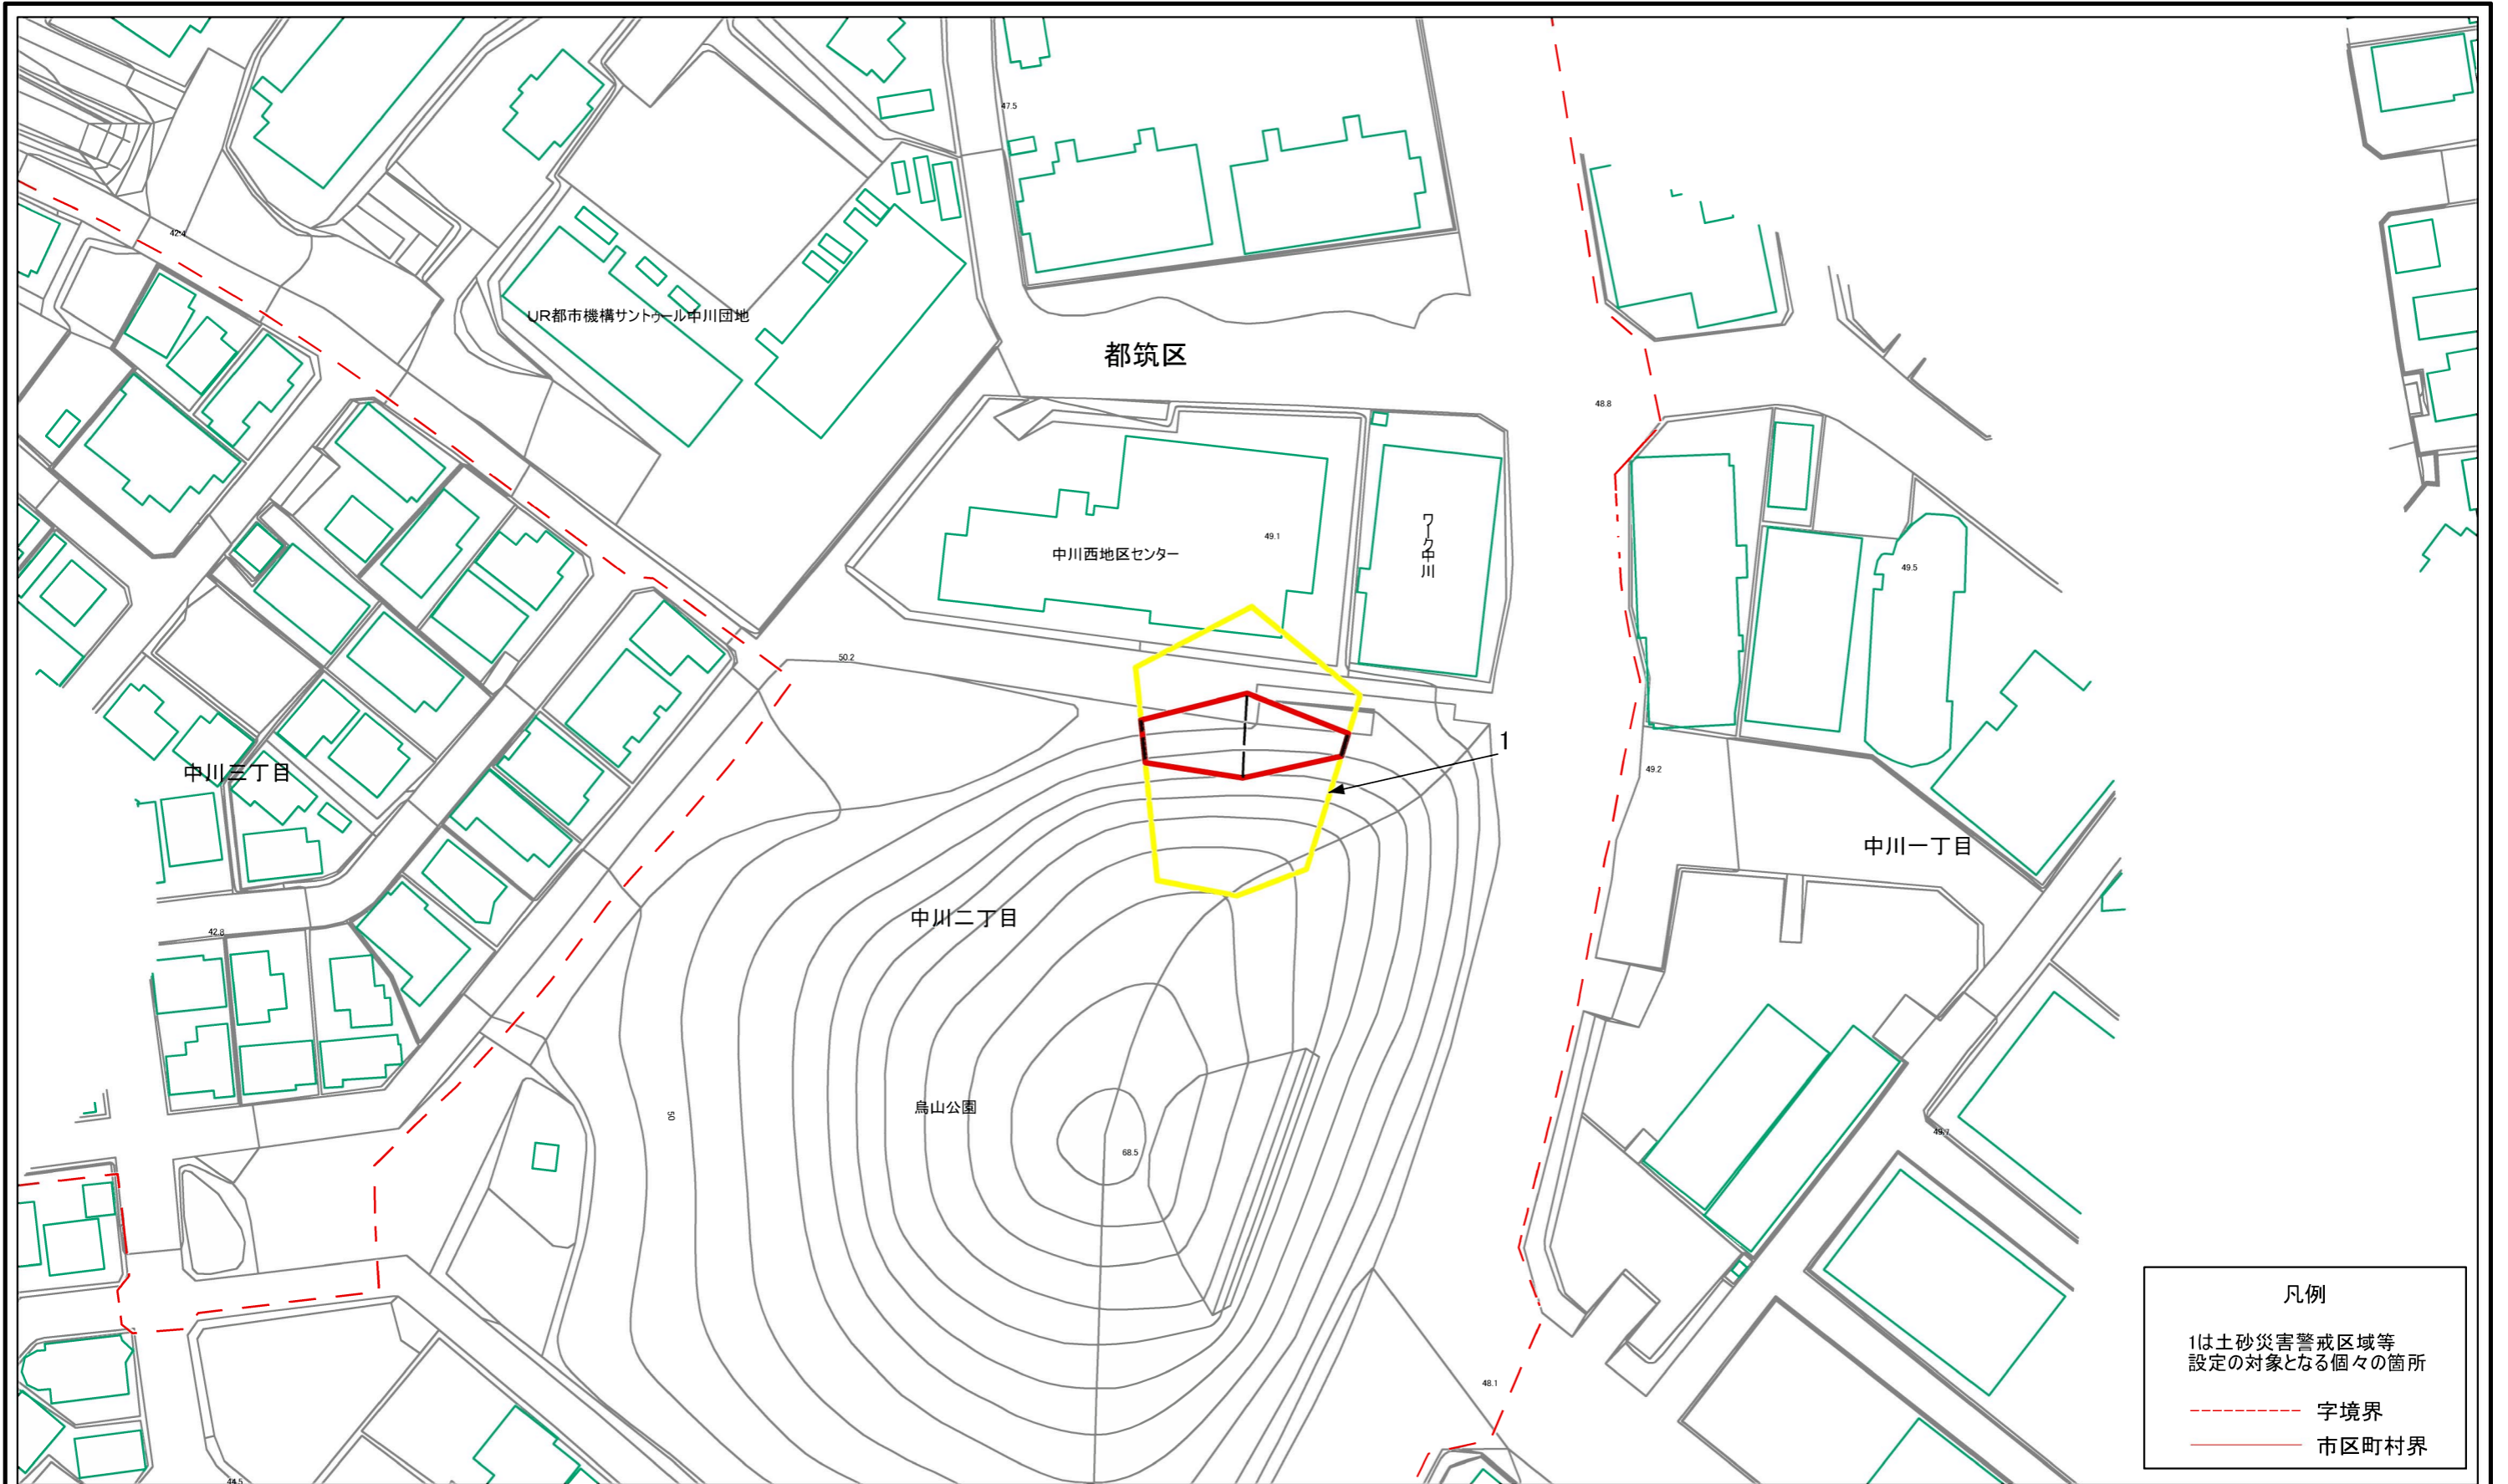 47.5
42.4
UR都市機構サントゥール中川団地
都筑区
48.8
49.1
中川西地区センター
ワーク中川
49.5
50.2
1
中川三丁目
49.2
中川一丁目
中川二丁目
42.8
烏山公園
50
68.5
49.7
48.1
44.5
凡例
1は土砂災害警戒区域等
設定の対象となる個々の箇所
字境界
市区町村界